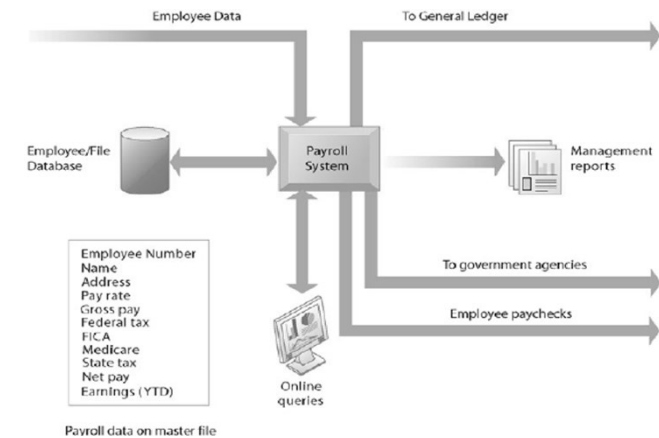 Employee Data
To General Ledger
Employee/File
Database
Payroll
System
Management
reports
Employee Number
Name
Address
Pay rate
Gross pay
Federal tax
FICA
Medicare
State tax
Net pay
Earnings (YTD)
To government agencies
Employee paychecks
Online
queries
Payroll data on master file